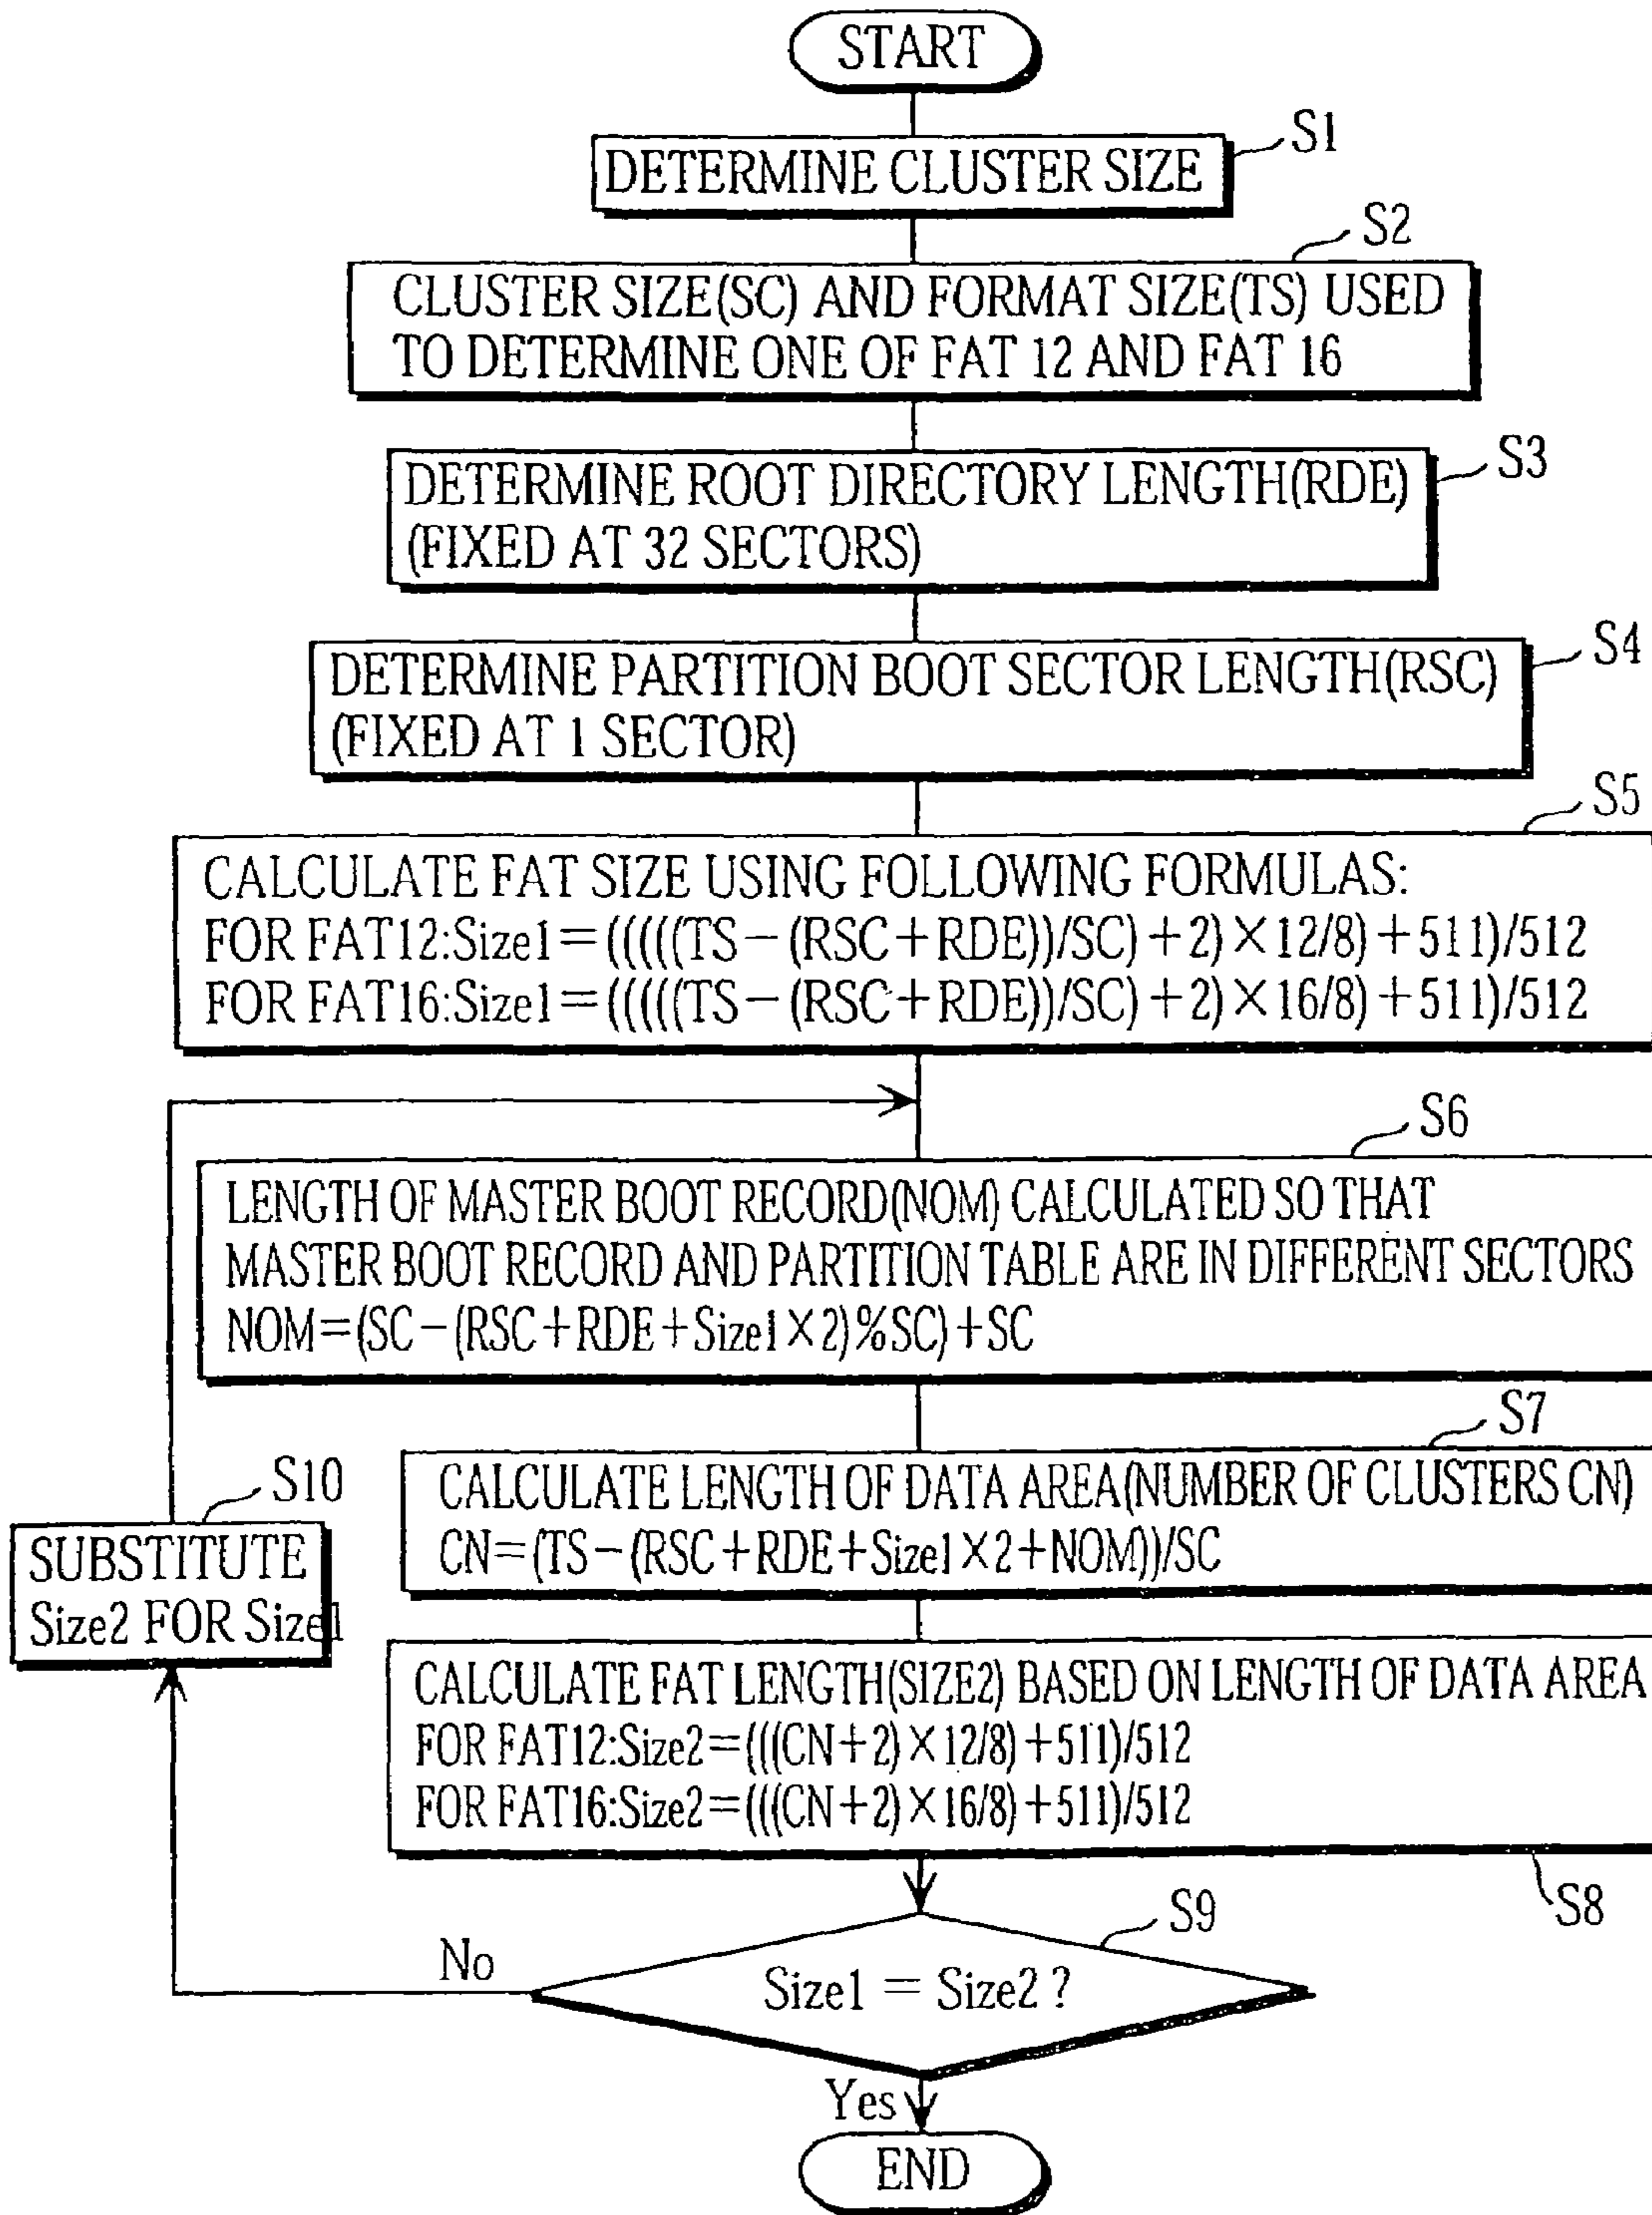 START
S1
DETERMINE CLUSTER SIZE
S2
CLUSTER SIZE(SC) AND FORMAT SIZE(TS) USED
TO DETERMINE ONE OF FAT 12 AND FAT 16
S3
DETERMINE ROOT DIRECTORY LENGTH(RDE)
(FIXED AT 32 SECTORS)
S4
DETERMINE PARTITION BOOT SECTOR LENGTH(RSC)
(FIXED AT 1 SECTOR)
S5
CALCULATE FAT SIZE USING FOLLOWING FORMULAS:
FOR FAT12:Size1=(((((TS-(RSC+RDE))/SC)+2)×12/8)+511)/512
FOR FAT16:Size1=(((((TS-(RSC+RDE))/SC)+2)×16/8)+511)/512
S6
LENGTH OF MASTER BOOT RECORD(NOM) CALCULATED SO THAT
MASTER BOOT RECORD AND PARTITION TABLE ARE IN DIFFERENT SECTORS
NOM=(SC-(RSC+RDE+Size1×2)%SC)+SC
S7
CALCULATE LENGTH OF DATA AREA(NUMBER OF CLUSTERS CN)
CN=(TS-(RSC+RDE+Size1×2+NOM))/SC
S10
SUBSTITUTE
Size2 FOR Size1
CALCULATE FAT LENGTH(SIZE2) BASED ON LENGTH OF DATA AREA
FOR FAT12:Size2=(((CN+2)×12/8)+511)/512
FOR FAT16:Size2=(((CN+2)×16/8)+511)/512
S8
S9
No
Size1 = Size2 ?
Yes
END